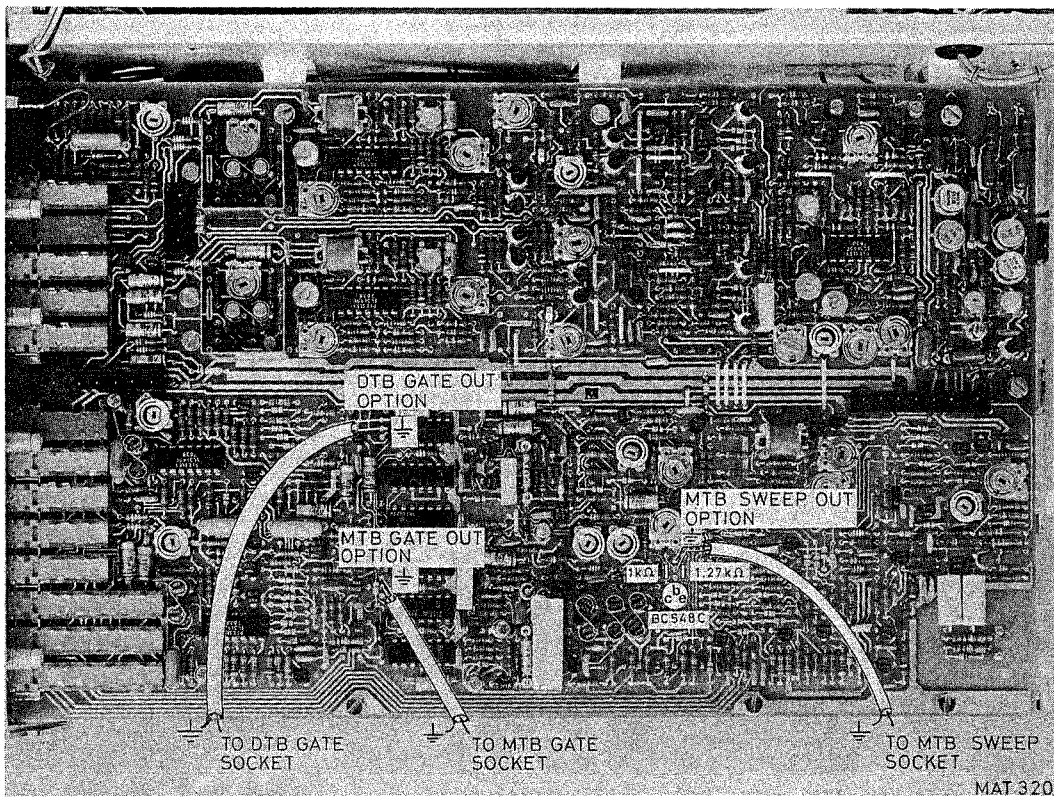 DTB GATE OUT
OPTION
MTB SWEEP OUT
OPTION
MTB GATE OUT
OPTION
1kΩ
1.27kΩ
b
c e
BC548C
TO DTB GATE
SOCKET
TO MTB GATE
SOCKET
TO MTB SWEEP
SOCKET
MAT 320